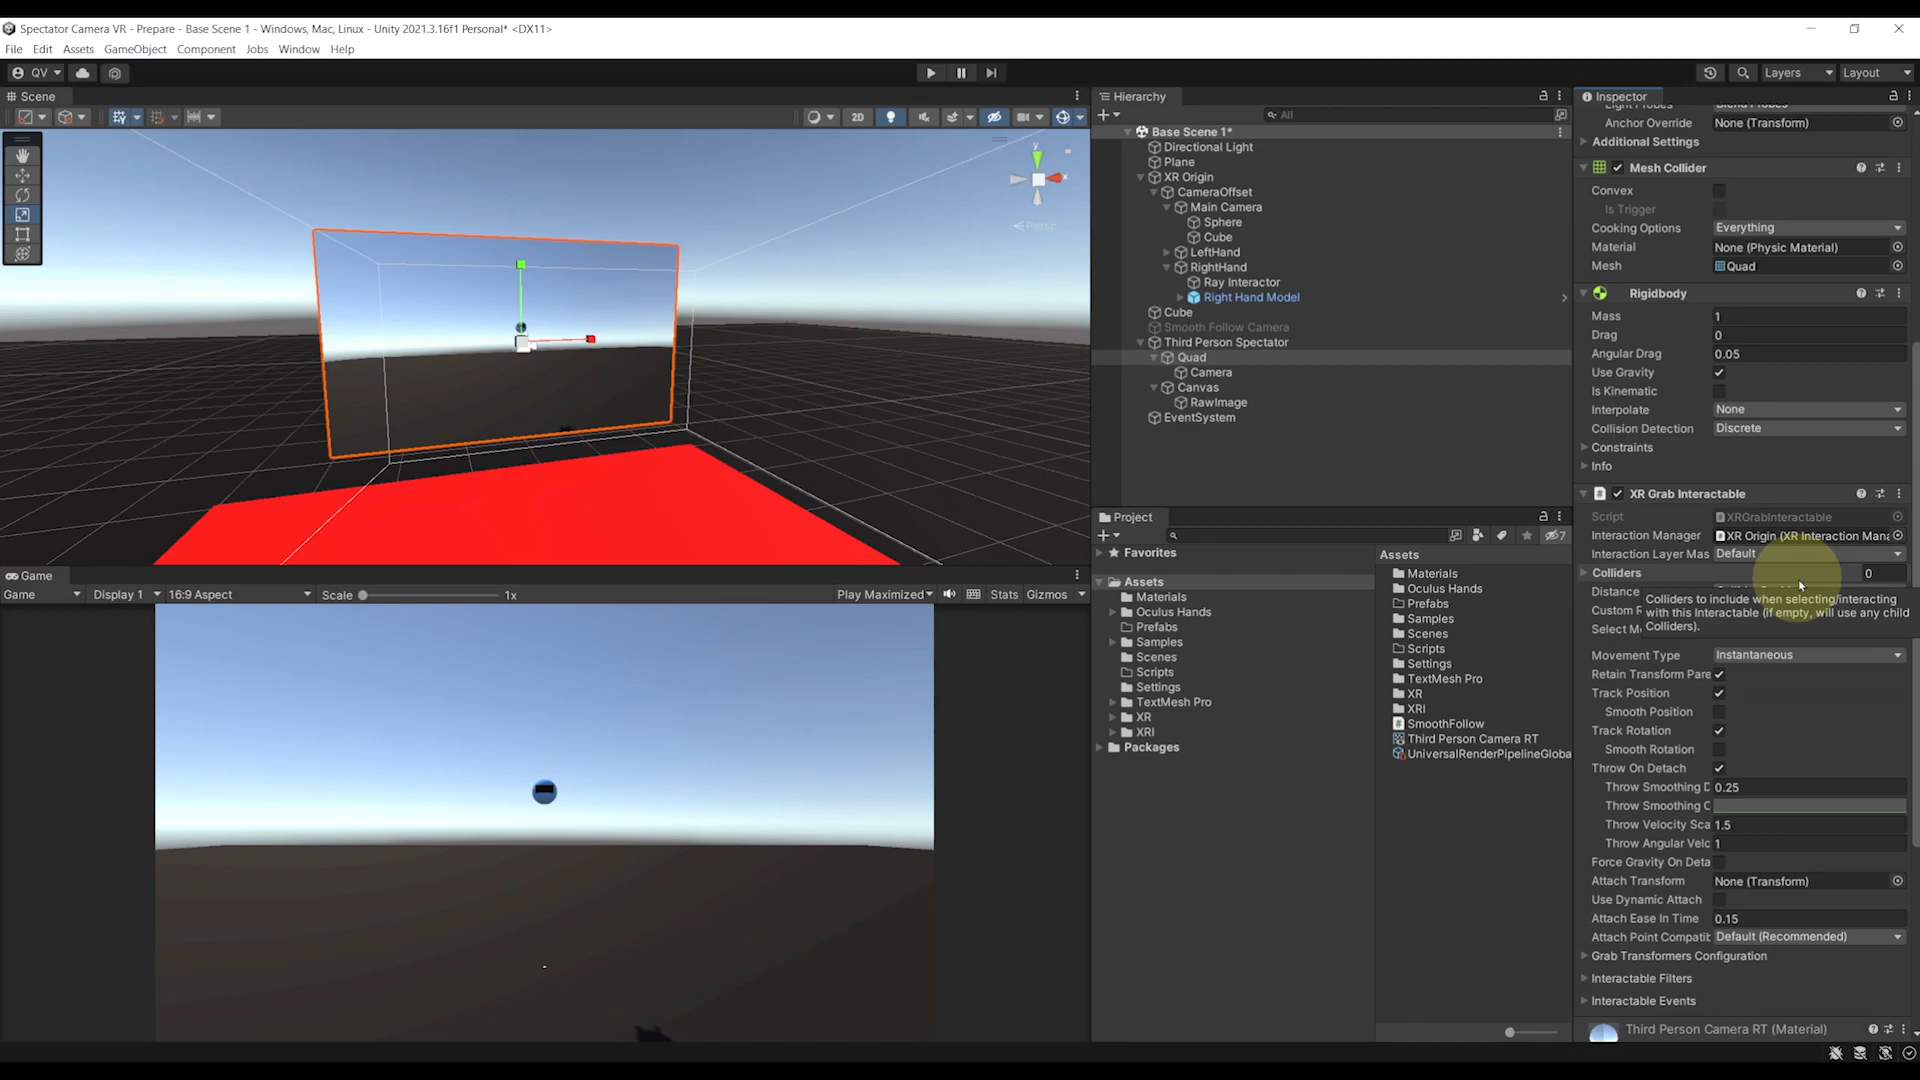 Spectator Camera VR - Prepare - Base Scene 1 - Windows, Mac, Linux - Unity 2021.3.16f1 Personal* <DX11>
File Edit Assets GameObject Component Jobs Window Help
QV Layers Layout
Scene
2D
y
x
Persp
Hierarchy
All
Base Scene 1*
Directional Light
Plane
XR Origin
CameraOffset
Main Camera
Sphere
Cube
LeftHand
RightHand
Ray Interactor
Right Hand Model
Cube
Smooth Follow Camera
Third Person Spectator
Quad
Camera
Canvas
RawImage
EventSystem
Game
Game Display 1 16:9 Aspect Scale 1x Play Maximized Stats Gizmos
Project
7
Favorites
Assets
Materials
Oculus Hands
Prefabs
Samples
Scenes
Scripts
Settings
TextMesh Pro
XR
XRI
Packages
Assets
Materials
Oculus Hands
Prefabs
Samples
Scenes
Scripts
Settings
TextMesh Pro
XR
XRI
SmoothFollow
Third Person Camera RT
UniversalRenderPipelineGloba
Inspector
Anchor Override None (Transform)
Additional Settings
Mesh Collider
Convex
Is Trigger
Cooking Options Everything
Material None (Physic Material)
Mesh Quad
Rigidbody
Mass 1
Drag 0
Angular Drag 0.05
Use Gravity
Is Kinematic
Interpolate None
Collision Detection Discrete
Constraints
Info
XR Grab Interactable
Script XRGrabInteractable
Interaction Manager XR Origin (XR Interaction Mana
Interaction Layer Mas Default
Colliders 0
Distance
Custom R
Select M
Colliders to include when selecting/interacting
with this Interactable (if empty, will use any child
Colliders).
Movement Type Instantaneous
Retain Transform Pare
Track Position
Smooth Position
Track Rotation
Smooth Rotation
Throw On Detach
Throw Smoothing D 0.25
Throw Smoothing C
Throw Velocity Sca 1.5
Throw Angular Velc 1
Force Gravity On Deta
Attach Transform None (Transform)
Use Dynamic Attach
Attach Ease In Time 0.15
Attach Point Compatib Default (Recommended)
Grab Transformers Configuration
Interactable Filters
Interactable Events
Third Person Camera RT (Material)